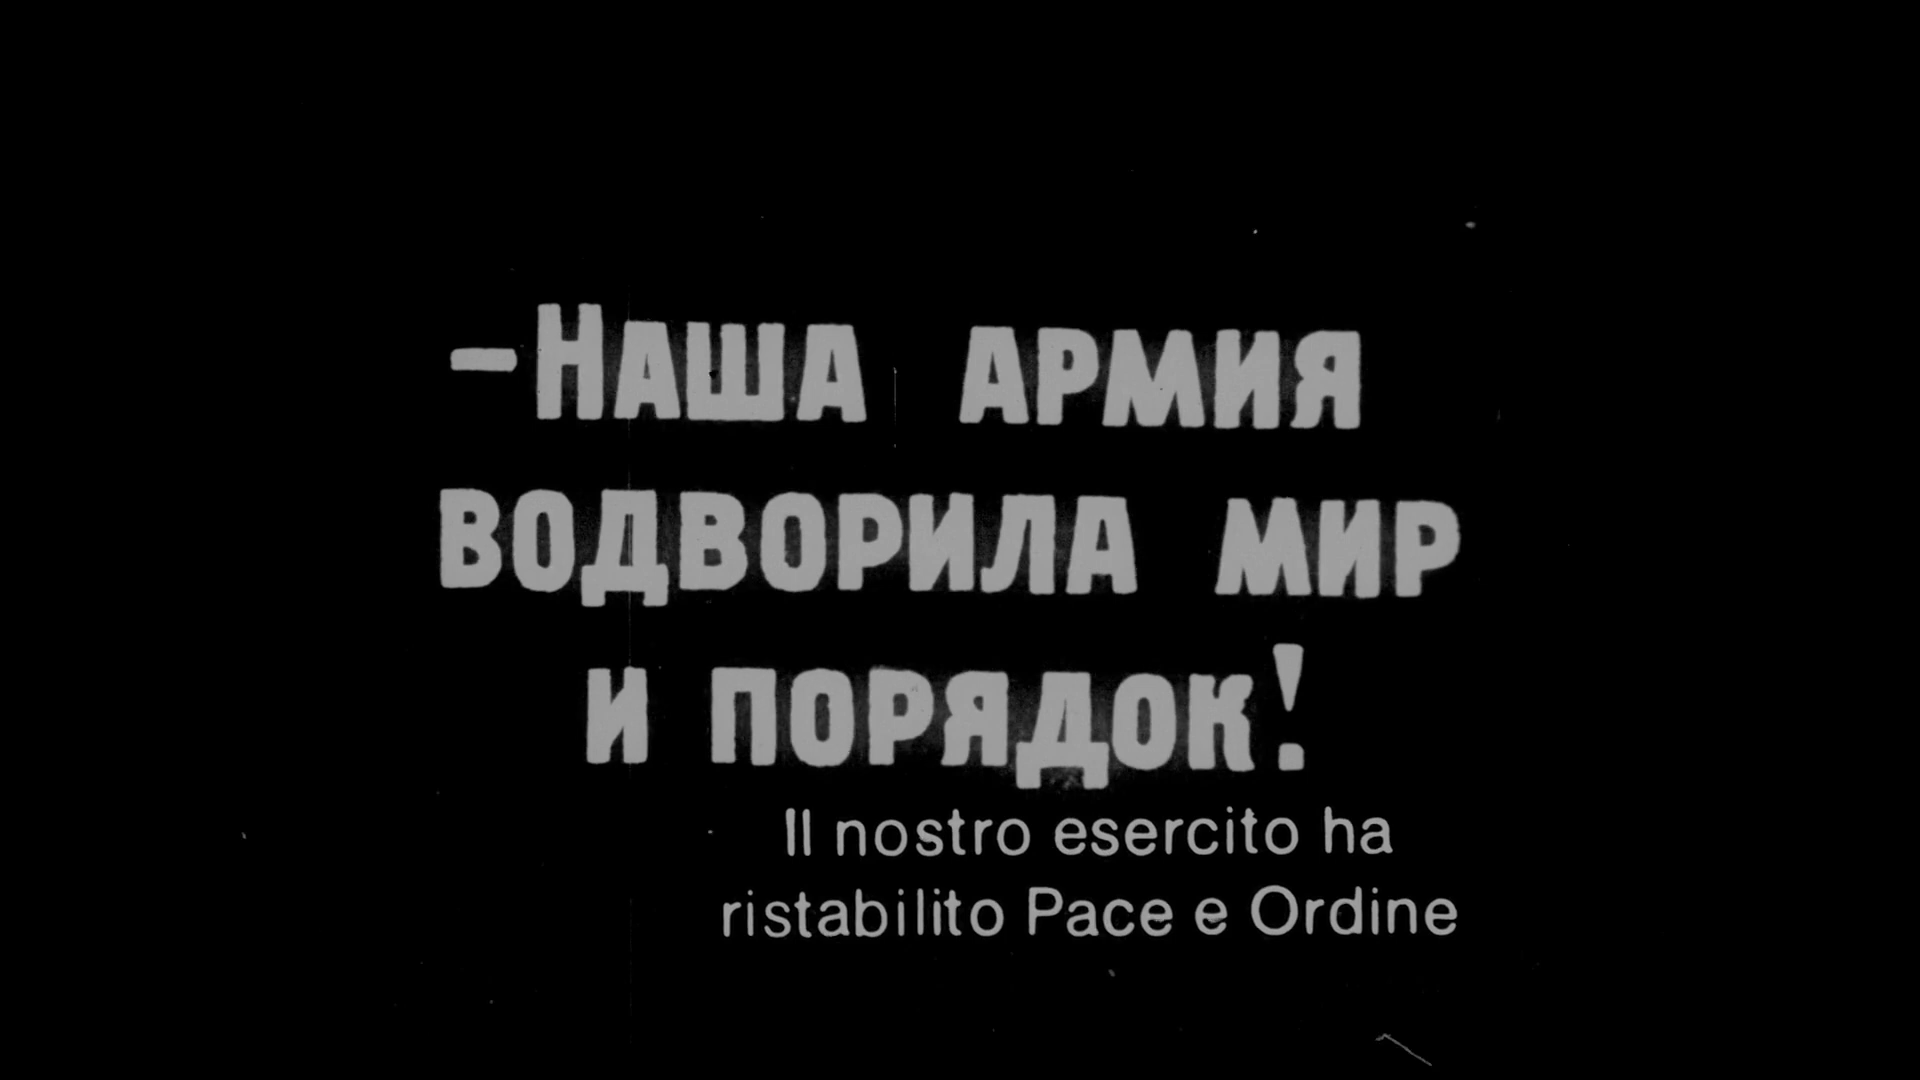 –НАША АРМИЯ
ВОДВОРИЛА МИР
И ПОРЯДОК!
Il nostro esercito ha
ristabilito Pace e Ordine